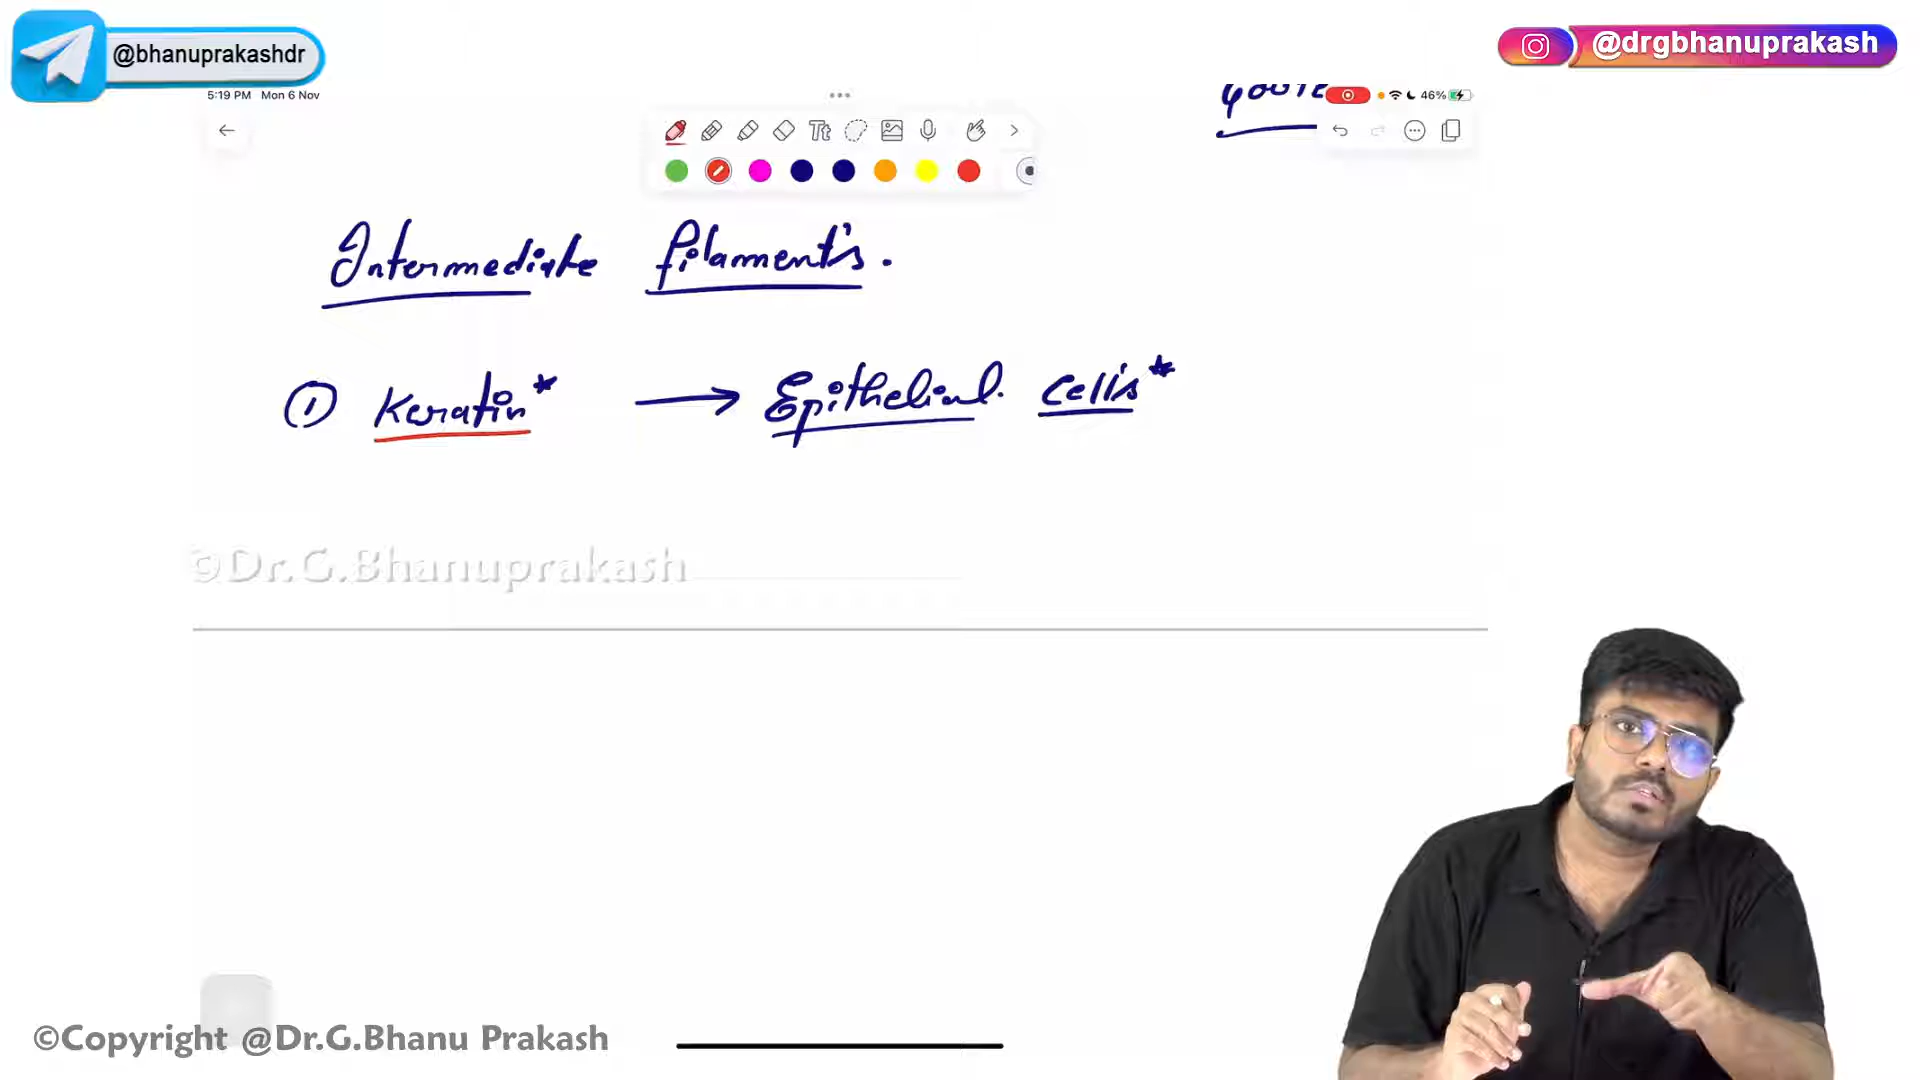 @bhanuprakashdr
@drgbhanuprakash
5:19 PM Mon 6 Nov
46%
Tt
Intermediate filaments.
① Keratin* → Epithelial cells*
©Dr.G.Bhanuprakash
©Copyright @Dr.G.Bhanu Prakash